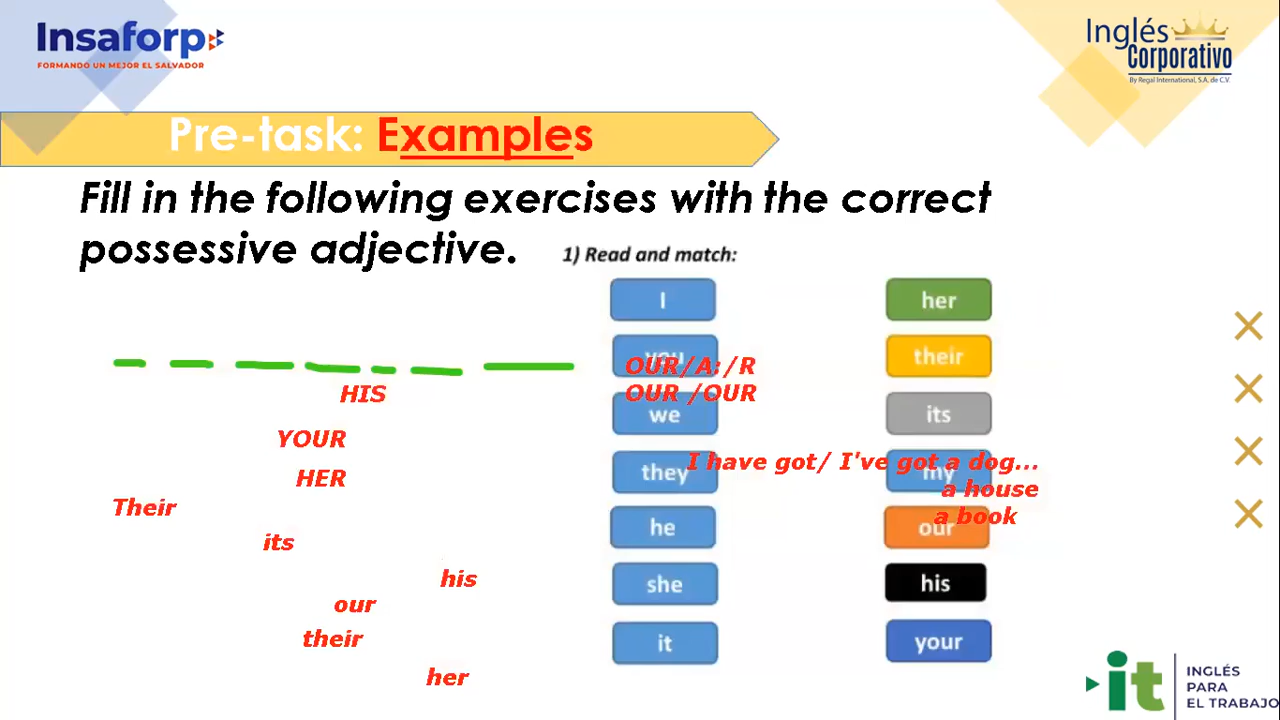 Insaforp
FORMANDO UN MEJOR EL SALVADOR
Inglés
Corporativo
By Regal International, S.A. de C.V.
Pre-task: Examples
Fill in the following exercises with the correct
possessive adjective.
1) Read and match:
I
her
you
their
OUR/A:/R
OUR /OUR
we
its
they
my
I have got/ I've got a dog...
a house
a book
he
our
she
his
it
your
HIS
YOUR
HER
Their
its
his
our
their
her
it
INGLÉS
PARA
EL TRABAJO